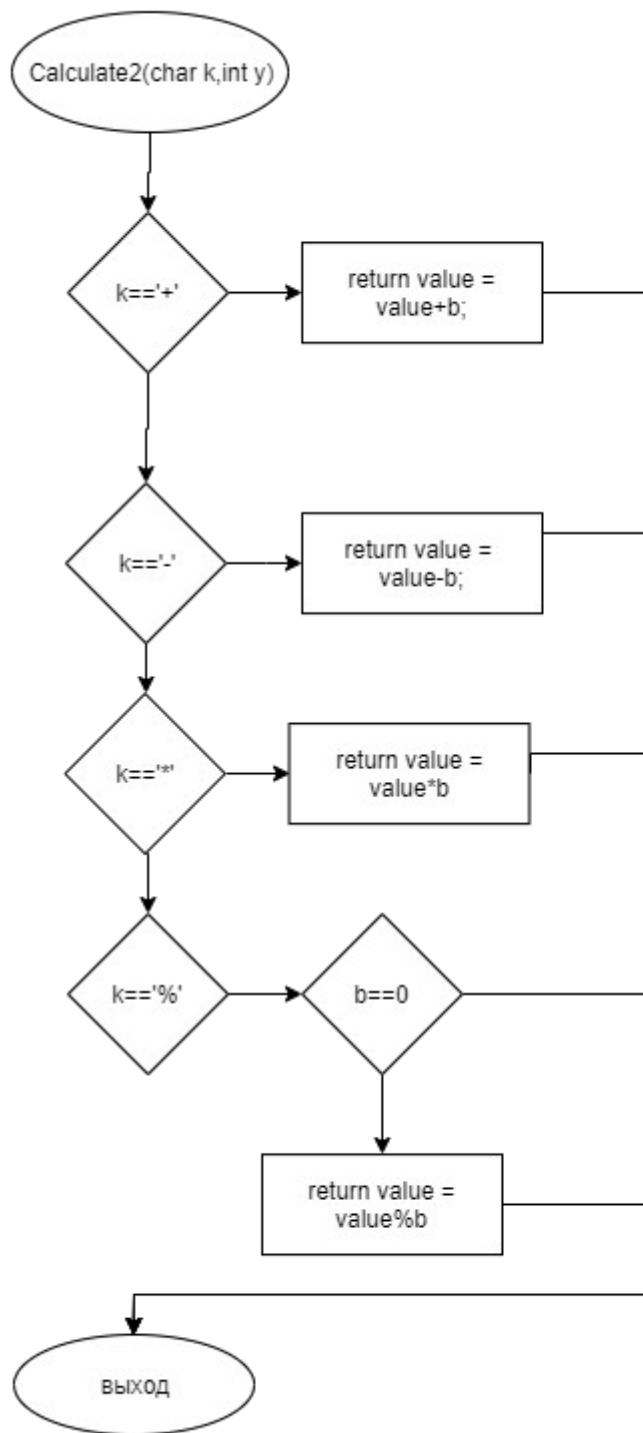 Calculate2(char k,int y)
k=='+'
return value =
value+b;
k=='-'
return value =
value-b;
k=='*'
return value =
value*b
k=='%'
b==0
return value =
value%b
выход